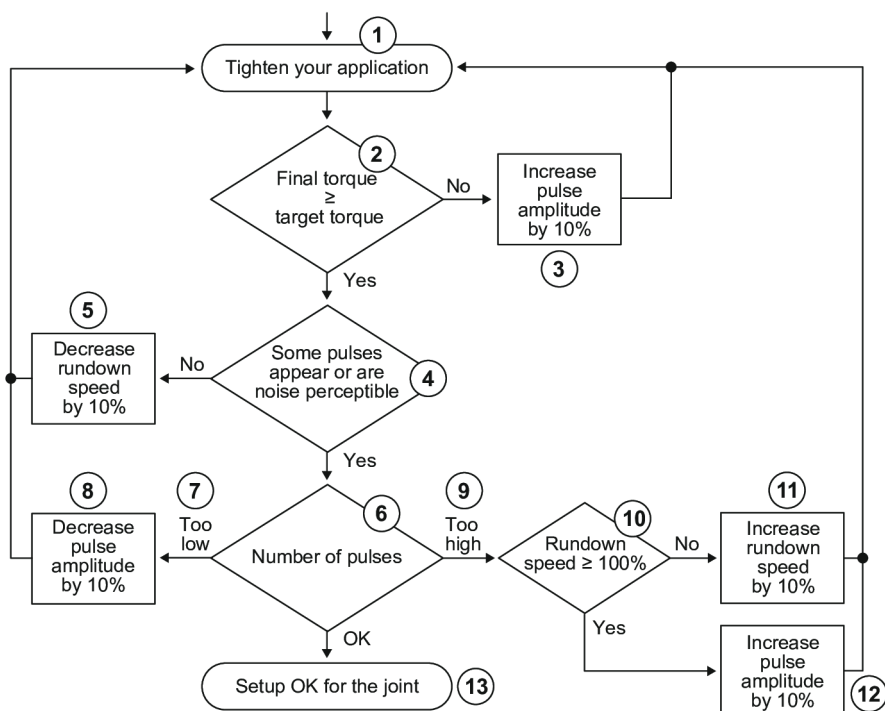 1
Tighten your application
2
Final torque
≥
target torque
No
Increase
pulse
amplitude
by 10%
3
Yes
5
Decrease
rundown
speed
by 10%
No
Some pulses
appear or are
noise perceptible
4
Yes
8
Decrease
pulse
amplitude
by 10%
7
Too
low
6
Number of pulses
9
Too
high
10
Rundown
speed ≥ 100%
No
11
Increase
rundown
speed
by 10%
Yes
Increase
pulse
amplitude
by 10%
12
OK
Setup OK for the joint
13